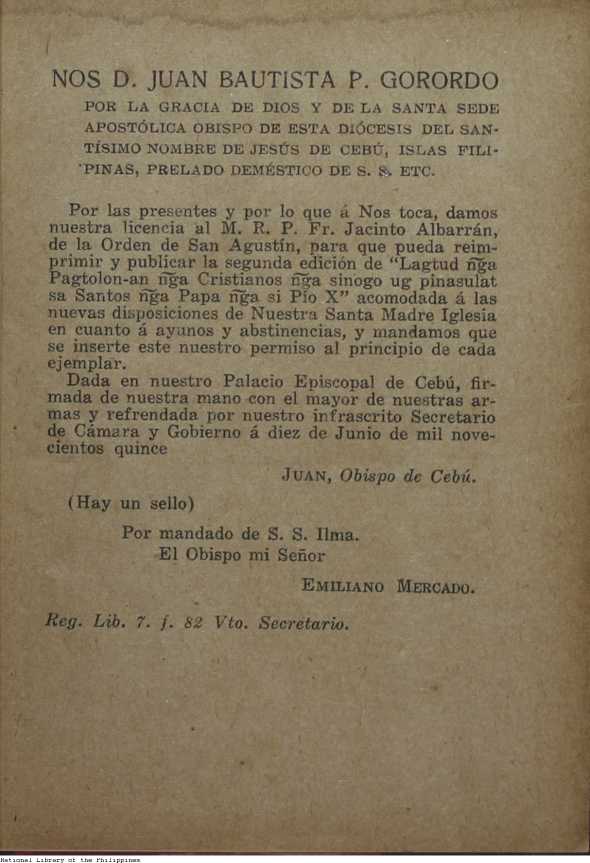 NOS D. JUAN BAUTISTA P. GORORDO
POR LA GRACIA DE DIOS Y DE LA SANTA SEDE
APOSTÓLICA OBISPO DE ESTA DIÓCESIS DEL SAN-
TÍSIMO NOMBRE DE JESÚS DE CEBÚ, ISLAS FILI-
PINAS, PRELADO DEMÉSTICO DE S. S. ETC.
Por las presentes y por lo que á Nos toca, damos
nuestra licencia al M. R. P. Fr. Jacinto Albarrán,
de la Orden de San Agustín, para que pueda reim-
primir y publicar la segunda edición de "Lagtud n͠ga
Pagtolon-an n͠ga Cristianos n͠ga sinogo ug pinasulat
sa Santos n͠ga Papa n͠ga si Pío X" acomodada á las
nuevas disposiciones de Nuestra Santa Madre Iglesia
en cuanto á ayunos y abstinencias, y mandamos que
se inserte este nuestro permiso al principio de cada
ejemplar.
Dada en nuestro Palacio Episcopal de Cebú, fir-
mada de nuestra mano con el mayor de nuestras ar-
mas y refrendada por nuestro infrascrito Secretario
de Cámara y Gobierno á diez de Junio de mil nove-
cientos quince
JUAN, Obispo de Cebú.
(Hay un sello)
Por mandado de S. S. Ilma.
El Obispo mi Señor
EMILIANO MERCADO.
Reg. Lib. 7. f. 82 Vto. Secretario.
National Library of the Philippines